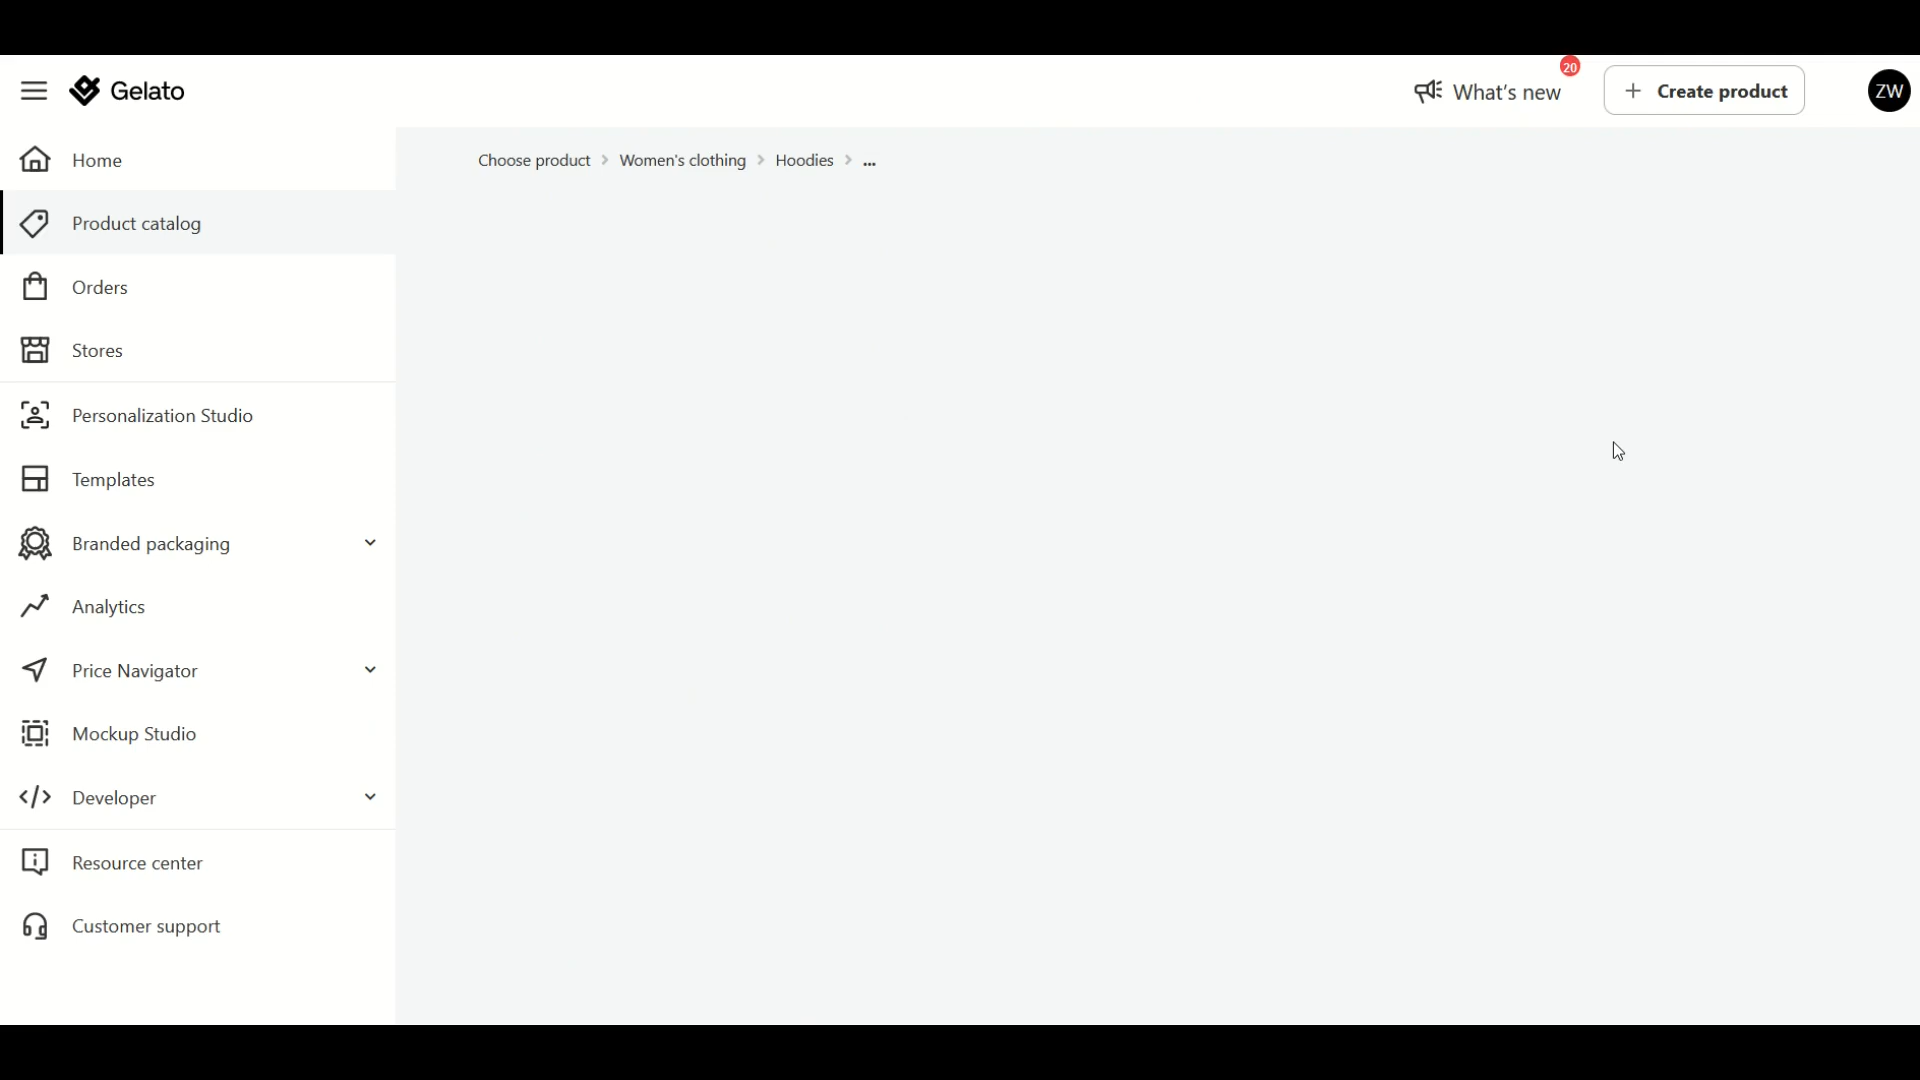 Gelato
What's new
20
Create product
ZW
Home
Product catalog
Orders
Stores
Personalization Studio
Templates
Branded packaging
Analytics
Price Navigator
Mockup Studio
Developer
Resource center
Customer support
Choose product > Women's clothing > Hoodies > ...